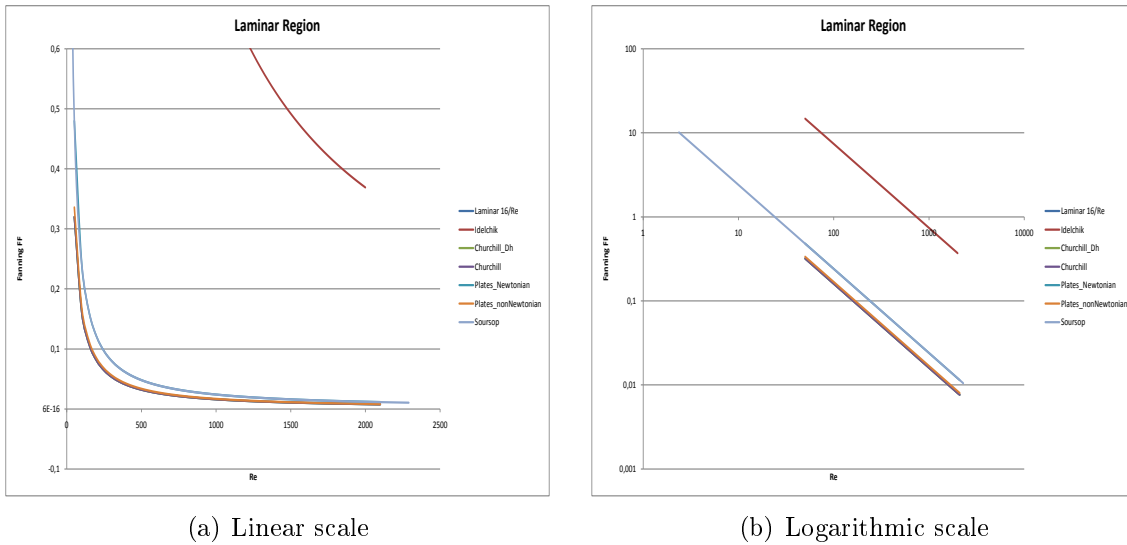 Laminar Region
0,6
0,5
0,4
0,3
0,2
0,1
6E-16
-0,1
Fanning FF
0
500
1000
1500
2000
2500
Re
Laminar 16/Re
Idelchik
Churchill_Dh
Churchill
Plates_Newtonian
Plates_nonNewtonian
Soursop
(a) Linear scale
Laminar Region
100
10
1
0,1
0,01
0,001
Fanning FF
1
10
100
1000
10000
Re
Laminar 16/Re
Idelchik
Churchill_Dh
Churchill
Plates_Newtonian
Plates_nonNewtonian
Soursop
(b) Logarithmic scale